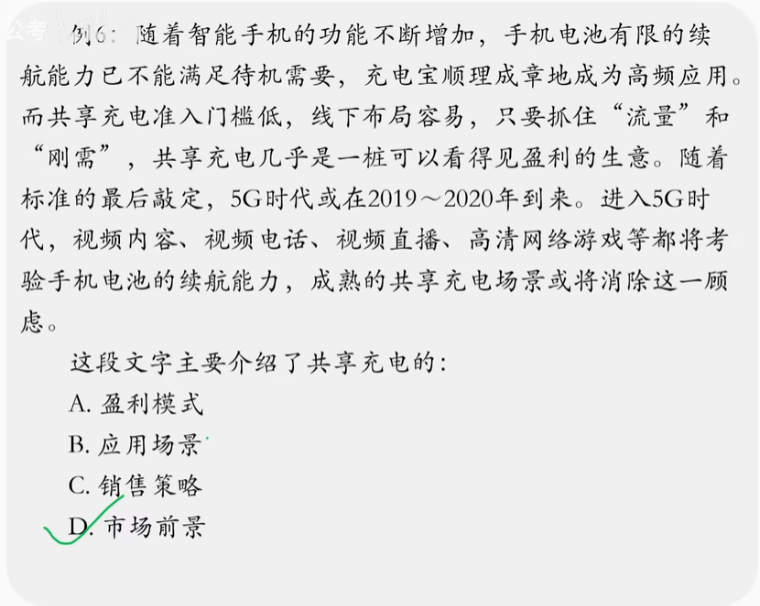 公考
例6：随着智能手机的功能不断增加，手机电池有限的续
航能力已不能满足待机需要，充电宝顺理成章地成为高频应用。
而共享充电准入门槛低，线下布局容易，只要抓住“流量”和
“刚需”，共享充电几乎是一桩可以看得见盈利的生意。随着
标准的最后敲定，5G时代或在2019～2020年到来。进入5G时
代，视频内容、视频电话、视频直播、高清网络游戏等都将考
验手机电池的续航能力，成熟的共享充电场景或将消除这一顾
虑。
这段文字主要介绍了共享充电的：
A. 盈利模式
B. 应用场景
C. 销售策略
D. 市场前景